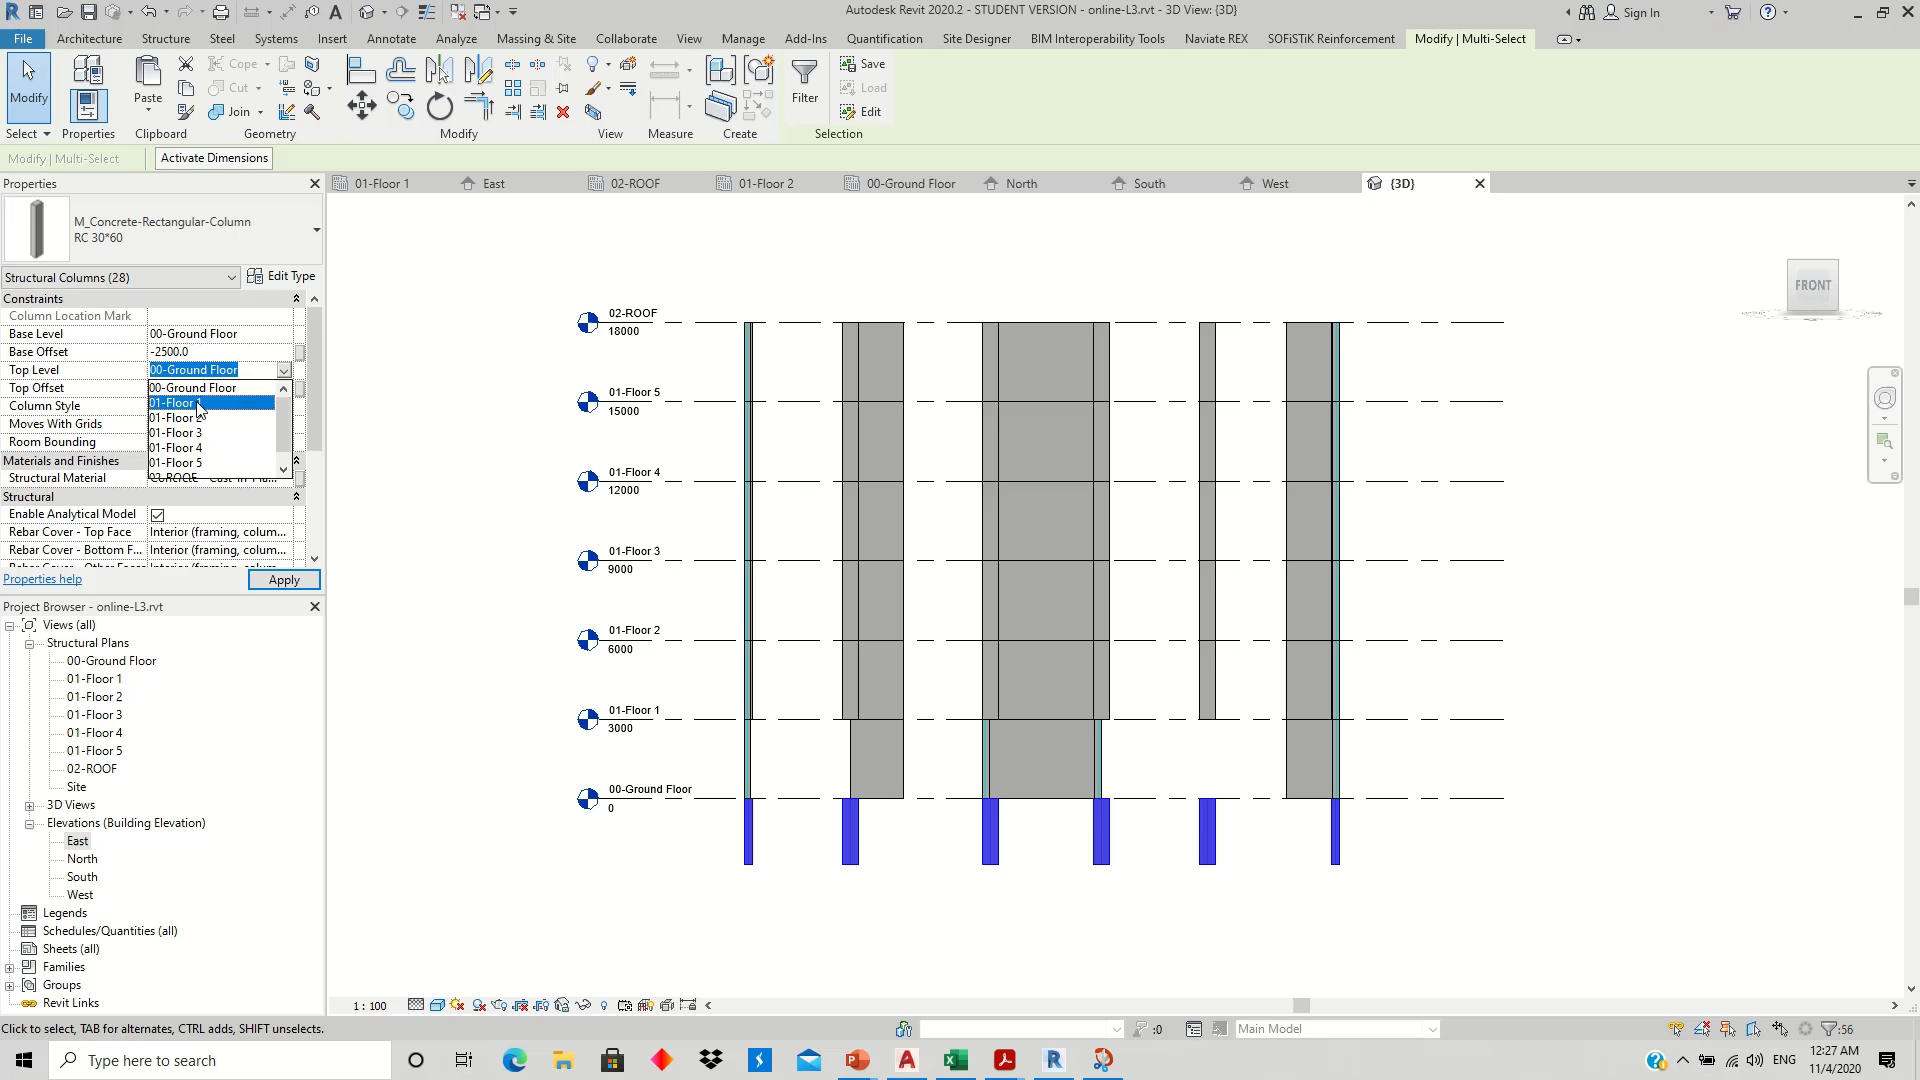 Autodesk Revit 2020.2 - STUDENT VERSION - online-L3.rvt - 3D View: {3D}
Sign In
File
Architecture
Structure
Steel
Systems
Insert
Annotate
Analyze
Massing & Site
Collaborate
View
Manage
Add-Ins
Quantification
Site Designer
BIM Interoperability Tools
Naviate REX
SOFiSTiK Reinforcement
Modify | Multi-Select
Modify
Paste
Cope
Cut
Join
Filter
Save
Load
Edit
Select
Properties
Clipboard
Geometry
Modify
View
Measure
Create
Selection
Modify | Multi-Select
Activate Dimensions
Properties
01-Floor 1
East
02-ROOF
01-Floor 2
00-Ground Floor
North
South
West
{3D}
M_Concrete-Rectangular-Column
RC 30*60
Structural Columns (28)
Edit Type
Constraints
Column Location Mark
Base Level
00-Ground Floor
Base Offset
-2500.0
Top Level
00-Ground Floor
Top Offset
00-Ground Floor
01-Floor 1
Column Style
01-Floor 2
Moves With Grids
01-Floor 3
Room Bounding
01-Floor 4
Materials and Finishes
01-Floor 5
Structural Material
Structural
Enable Analytical Model
Rebar Cover - Top Face
Interior (framing, colum...
Rebar Cover - Bottom F...
Interior (framing, colum...
Properties help
Apply
Project Browser - online-L3.rvt
Views (all)
Structural Plans
00-Ground Floor
01-Floor 1
01-Floor 2
01-Floor 3
01-Floor 4
01-Floor 5
02-ROOF
Site
3D Views
Elevations (Building Elevation)
East
North
South
West
Legends
Schedules/Quantities (all)
Sheets (all)
Families
Groups
Revit Links
FRONT
02-ROOF
18000
01-Floor 5
15000
01-Floor 4
12000
01-Floor 3
9000
01-Floor 2
6000
01-Floor 1
3000
00-Ground Floor
0
1 : 100
Click to select, TAB for alternates, CTRL adds, SHIFT unselects.
:0
Main Model
:56
Type here to search
ENG
12:27 AM
11/4/2020